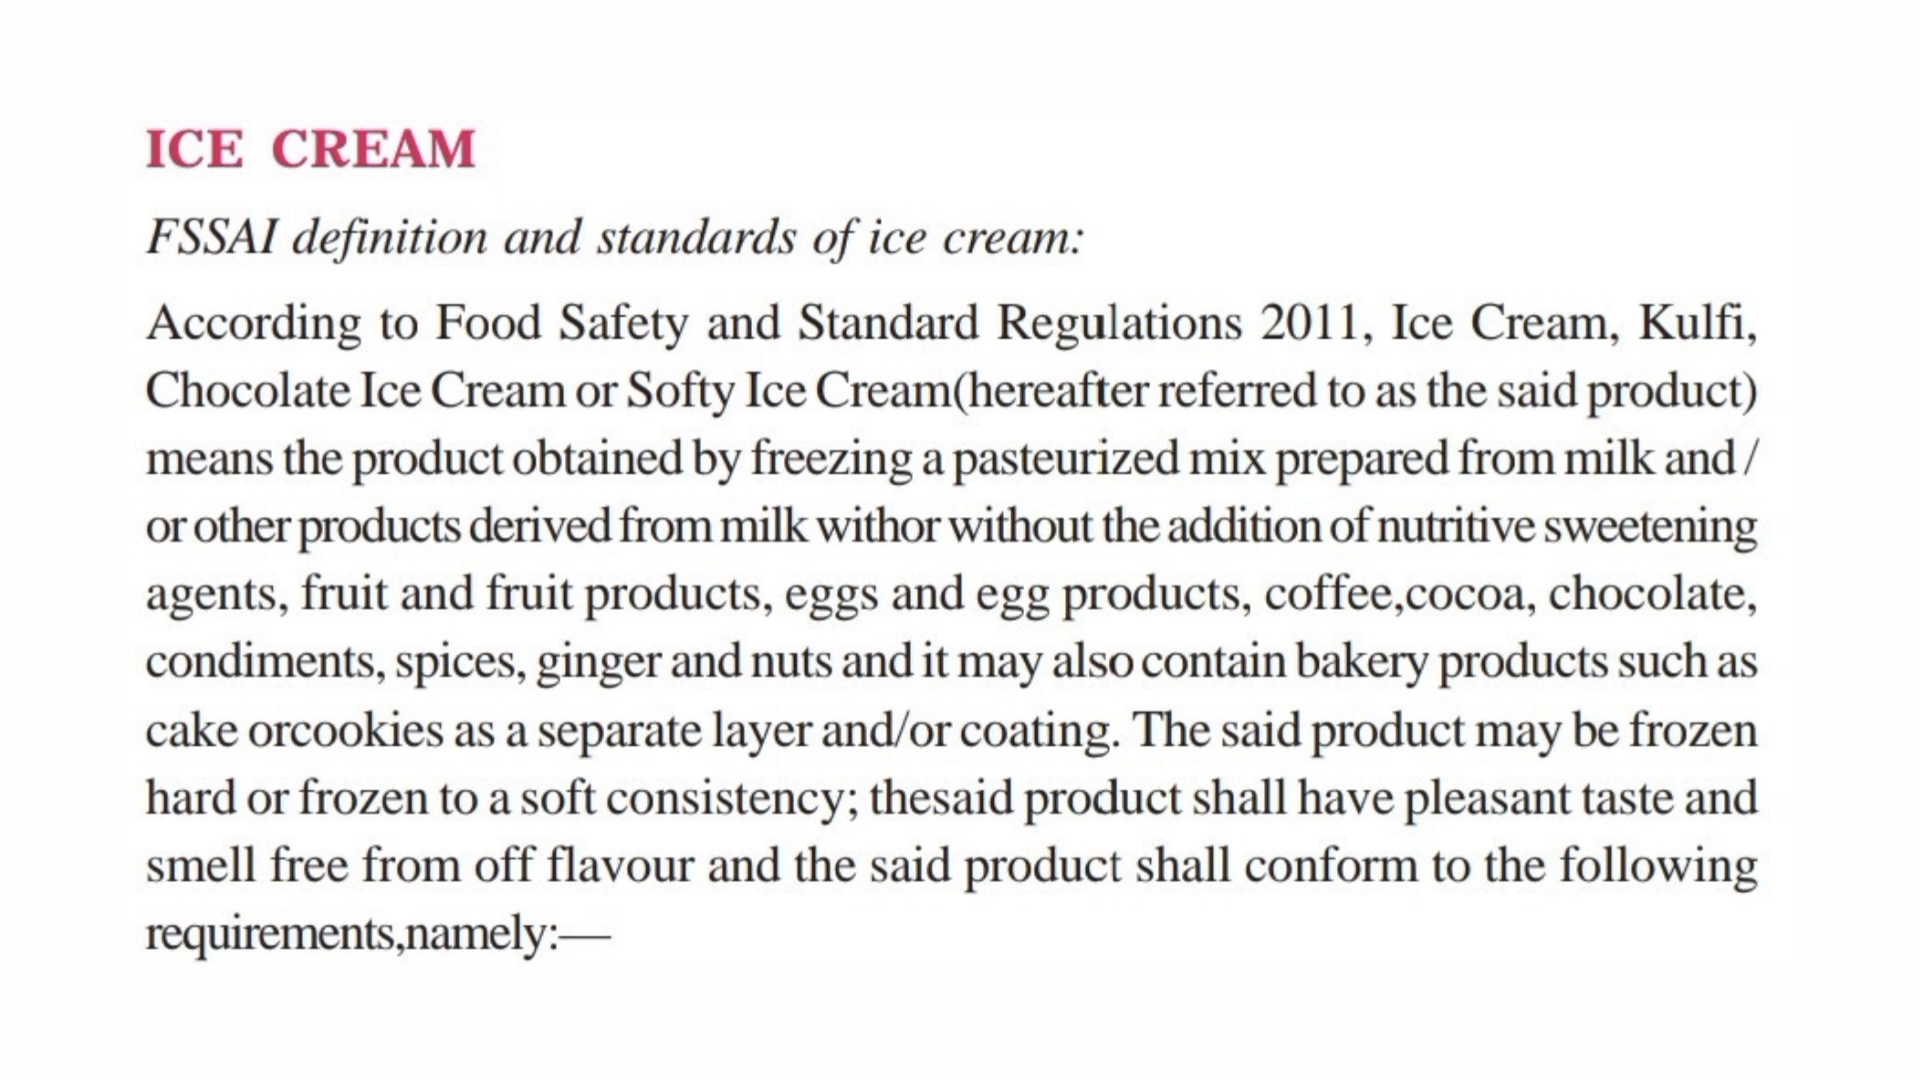 ICE CREAM
FSSAI definition and standards of ice cream:
According to Food Safety and Standard Regulations 2011, Ice Cream, Kulfi,
Chocolate Ice Cream or Softy Ice Cream(hereafter referred to as the said product)
means the product obtained by freezing a pasteurized mix prepared from milk and /
or other products derived from milk withor without the addition of nutritive sweetening
agents, fruit and fruit products, eggs and egg products, coffee,cocoa, chocolate,
condiments, spices, ginger and nuts and it may also contain bakery products such as
cake orcookies as a separate layer and/or coating. The said product may be frozen
hard or frozen to a soft consistency; thesaid product shall have pleasant taste and
smell free from off flavour and the said product shall conform to the following
requirements,namely:—